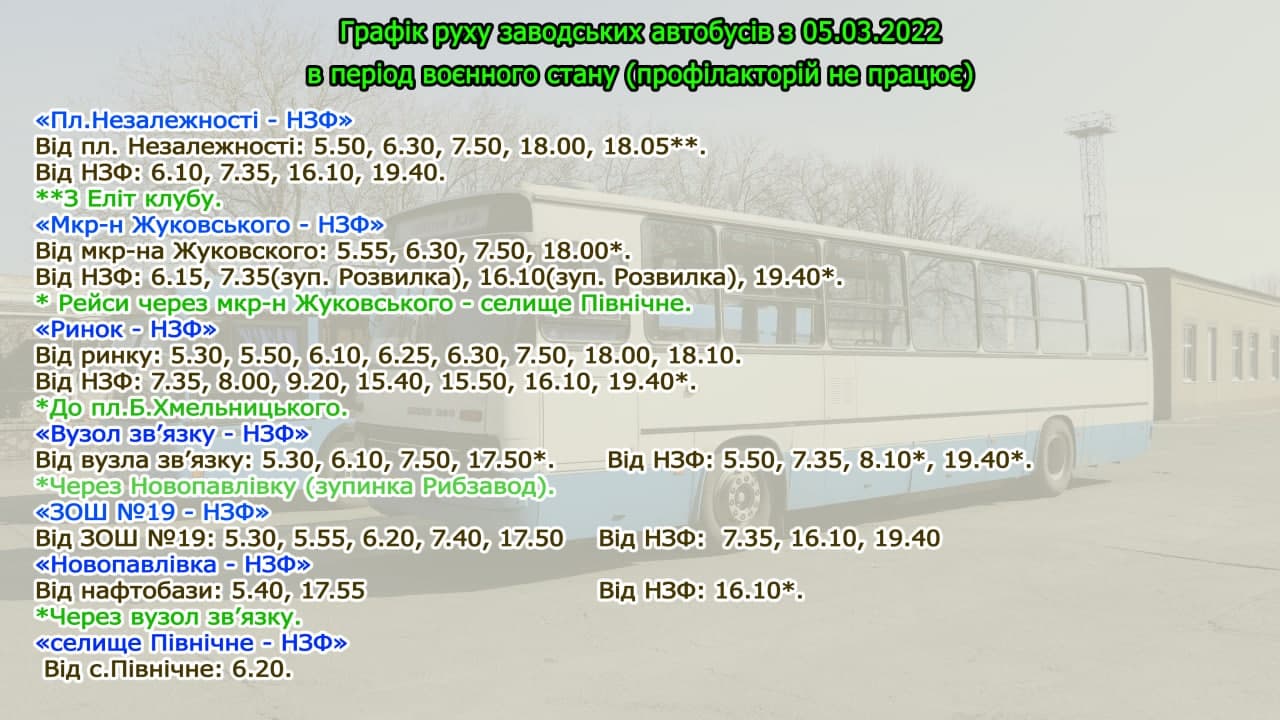 Графік руху заводських автобусів з 05.03.2022
в період воєнного стану (профілакторій не працює)
«Пл.Незалежності - НЗФ»
Від пл. Незалежності: 5.50, 6.30, 7.50, 18.00, 18.05**.
Від НЗФ: 6.10, 7.35, 16.10, 19.40.
**З Еліт клубу.
«Мкр-н Жуковського - НЗФ»
Від мкр-на Жуковского: 5.55, 6.30, 7.50, 18.00*.
Від НЗФ: 6.15, 7.35(зуп. Розвилка), 16.10(зуп. Розвилка), 19.40*.
* Рейси через мкр-н Жуковського - селище Північне.
«Ринок - НЗФ»
Від ринку: 5.30, 5.50, 6.10, 6.25, 6.30, 7.50, 18.00, 18.10.
Від НЗФ: 7.35, 8.00, 9.20, 15.40, 15.50, 16.10, 19.40*.
*До пл.Б.Хмельницького.
«Вузол зв’язку - НЗФ»
Від вузла зв’язку: 5.30, 6.10, 7.50, 17.50*. Від НЗФ: 5.50, 7.35, 8.10*, 19.40*.
*Через Новопавлівку (зупинка Рибзавод).
«ЗОШ №19 - НЗФ»
Від ЗОШ №19: 5.30, 5.55, 6.20, 7.40, 17.50 Від НЗФ: 7.35, 16.10, 19.40
«Новопавлівка - НЗФ»
Від нафтобази: 5.40, 17.55 Від НЗФ: 16.10*.
*Через вузол зв’язку.
«селище Північне - НЗФ»
Від с.Північне: 6.20.